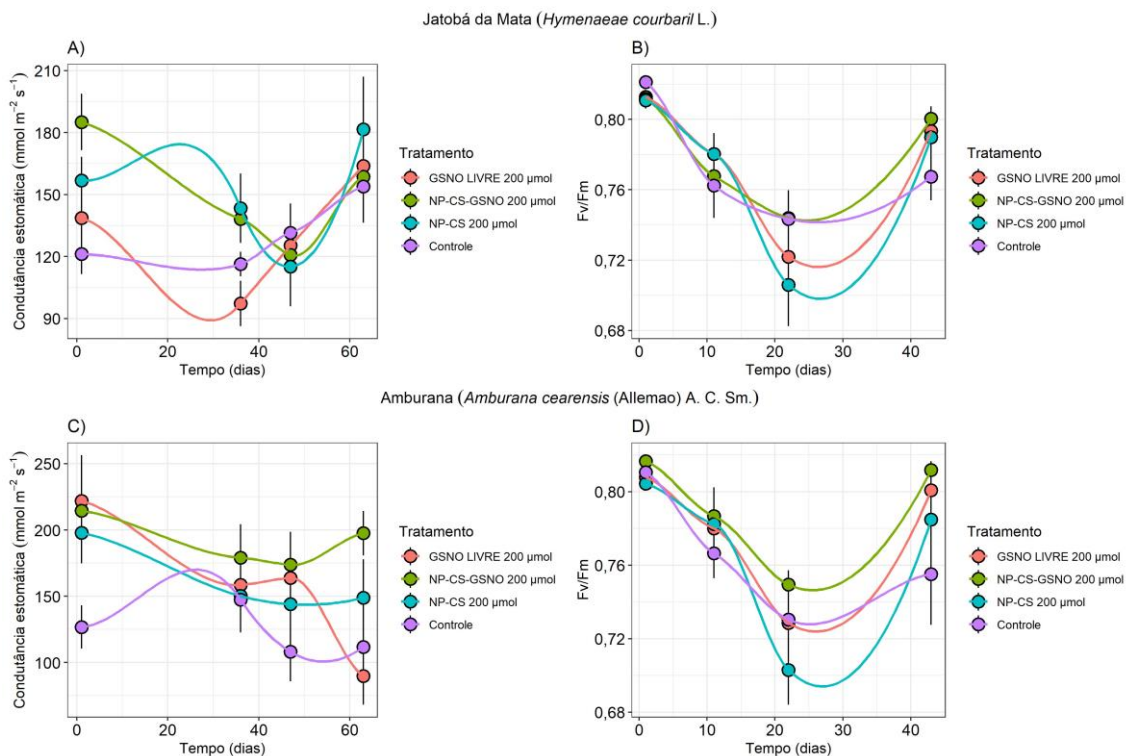 Jatobá da Mata (Hymenaeae courbaril L.)
A)
Condutância estomática (mmol m⁻² s⁻¹)
210
180
150
120
90
0
20
40
60
Tempo (dias)
Tratamento
GSNO LIVRE 200 µmol
NP-CS-GSNO 200 µmol
NP-CS 200 µmol
Controle
B)
Fv/Fm
0,80
0,76
0,72
0,68
0
10
20
30
40
Tempo (dias)
Tratamento
GSNO LIVRE 200 µmol
NP-CS-GSNO 200 µmol
NP-CS 200 µmol
Controle
Amburana (Amburana cearensis (Allemao) A. C. Sm.)
C)
Condutância estomática (mmol m⁻² s⁻¹)
250
200
150
100
0
20
40
60
Tempo (dias)
Tratamento
GSNO LIVRE 200 µmol
NP-CS-GSNO 200 µmol
NP-CS 200 µmol
Controle
D)
Fv/Fm
0,80
0,76
0,72
0,68
0
10
20
30
40
Tempo (dias)
Tratamento
GSNO LIVRE 200 µmol
NP-CS-GSNO 200 µmol
NP-CS 200 µmol
Controle